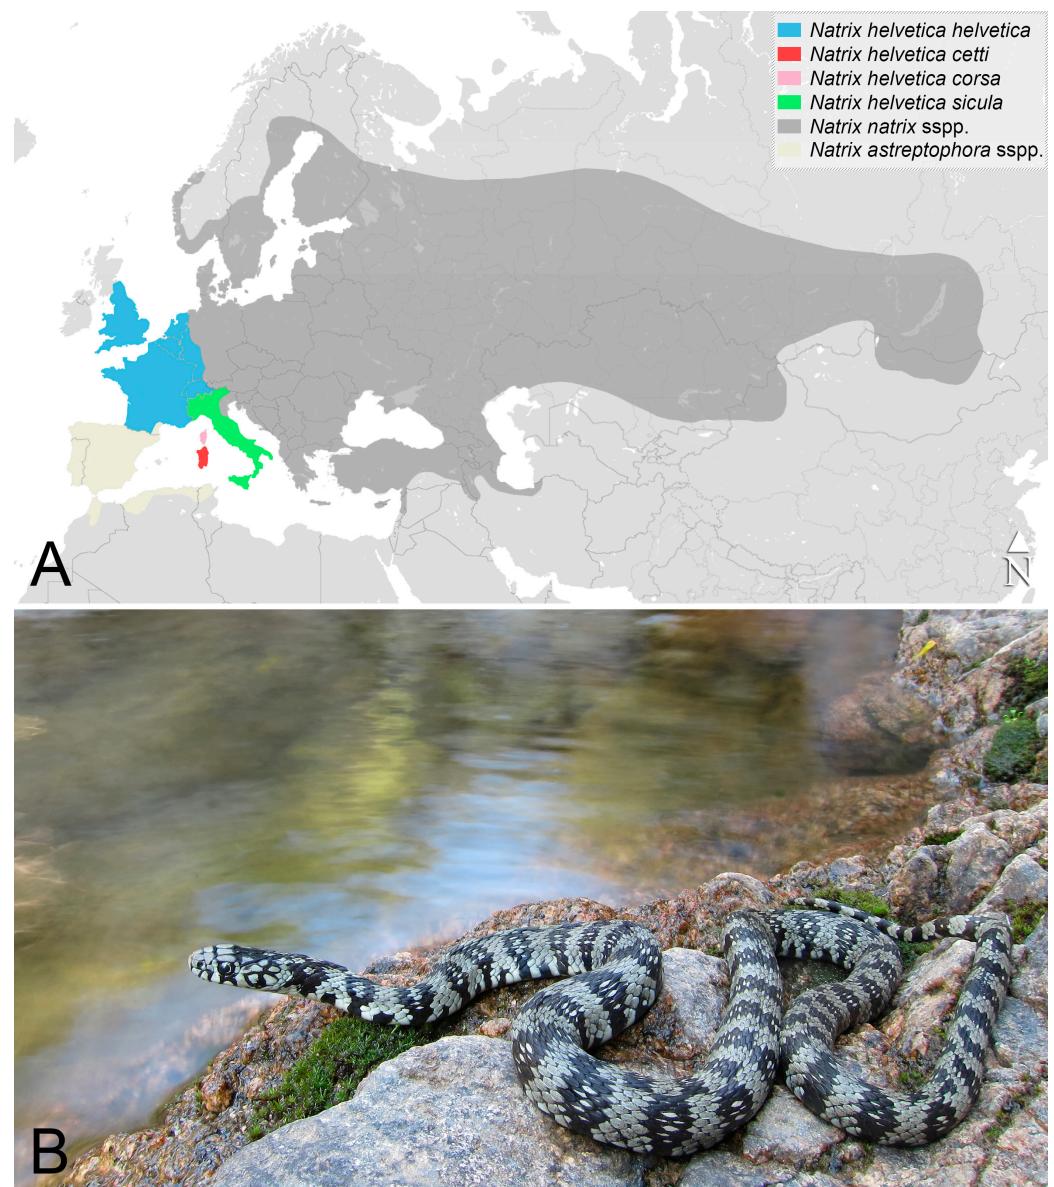 Natrix helvetica helvetica
Natrix helvetica cetti
Natrix helvetica corsa
Natrix helvetica sicula
Natrix natrix sspp.
Natrix astreptophora sspp.
A
N
B